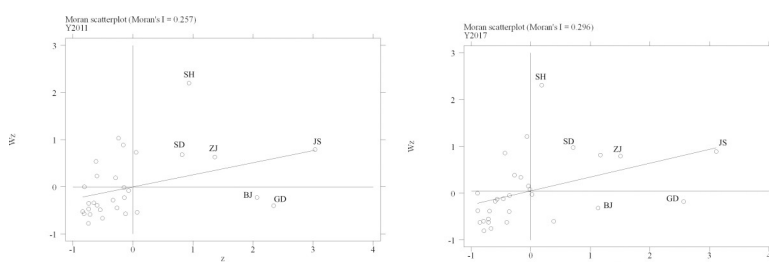 Moran scatterplot (Moran's I = 0.257)
Y2011
3
2
1
0
-1
Wz
SH
SD
ZJ
JS
BJ
GD
-1 0 1 2 3 4
z
Moran scatterplot (Moran's I = 0.296)
Y2017
3
2
1
0
-1
Wz
SH
SD
ZJ
JS
BJ
GD
-1 0 1 2 3 4